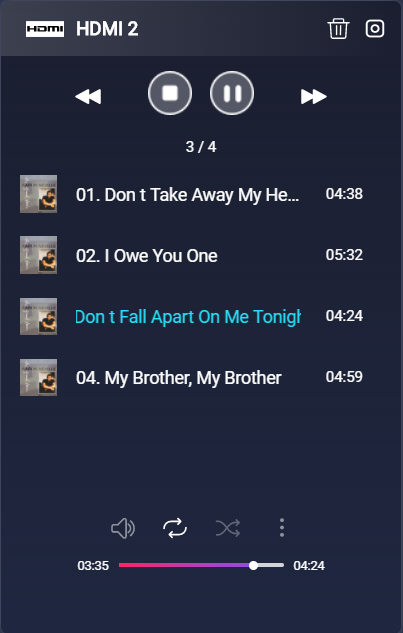 HDMI HDMI 2
3 / 4
01. Don t Take Away My He... 04:38
02. I Owe You One 05:32
Don t Fall Apart On Me Tonigh 04:24
04. My Brother, My Brother 04:59
03:35 04:24